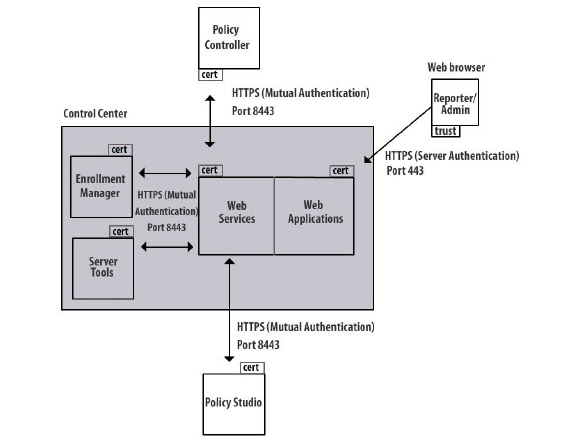 Policy
Controller
cert
HTTPS (Mutual Authentication)
Port 8443
Web browser
Reporter/
Admin
trust
HTTPS (Server Authentication)
Port 443
Control Center
cert
Enrollment
Manager
HTTPS (Mutual
Authentication)
Port 8443
cert
Server
Tools
cert
Web
Services
cert
Web
Applications
HTTPS (Mutual Authentication)
Port 8443
cert
Policy Studio